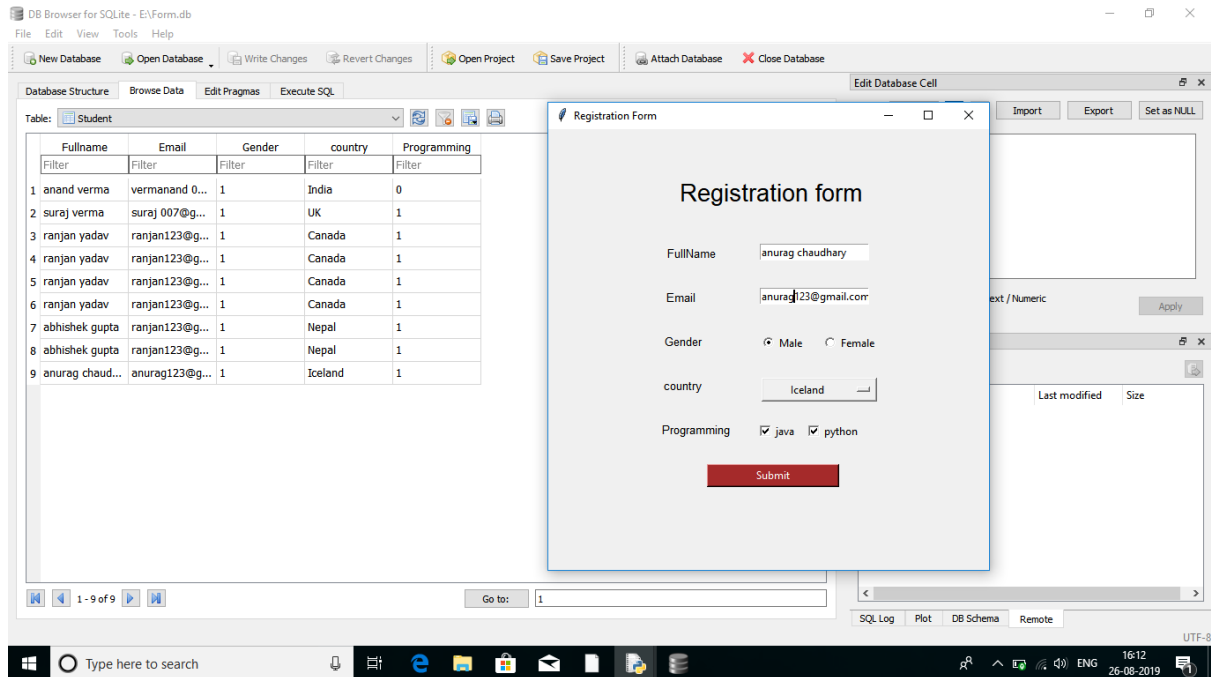 DB Browser for SQLite - E:\Form.db
File Edit View Tools Help
New Database Open Database Write Changes Revert Changes Open Project Save Project Attach Database Close Database
Database Structure Browse Data Edit Pragmas Execute SQL
Table: Student
Fullname Email Gender country Programming
Filter Filter Filter Filter Filter
1 anand verma vermanand 0... 1 India 0
2 suraj verma suraj 007@g... 1 UK 1
3 ranjan yadav ranjan123@g... 1 Canada 1
4 ranjan yadav ranjan123@g... 1 Canada 1
5 ranjan yadav ranjan123@g... 1 Canada 1
6 ranjan yadav ranjan123@g... 1 Canada 1
7 abhishek gupta ranjan123@g... 1 Nepal 1
8 abhishek gupta ranjan123@g... 1 Nepal 1
9 anurag chaud... anurag123@g... 1 Iceland 1
1 - 9 of 9 Go to: 1
Registration Form
Registration form
FullName anurag chaudhary
Email anurag123@gmail.com
Gender Male Female
country Iceland
Programming java python
Submit
Edit Database Cell
Import Export Set as NULL
/ Numeric
Apply
Last modified Size
SQL Log Plot DB Schema Remote
UTF-8
Type here to search
ENG
16:12
26-08-2019
1